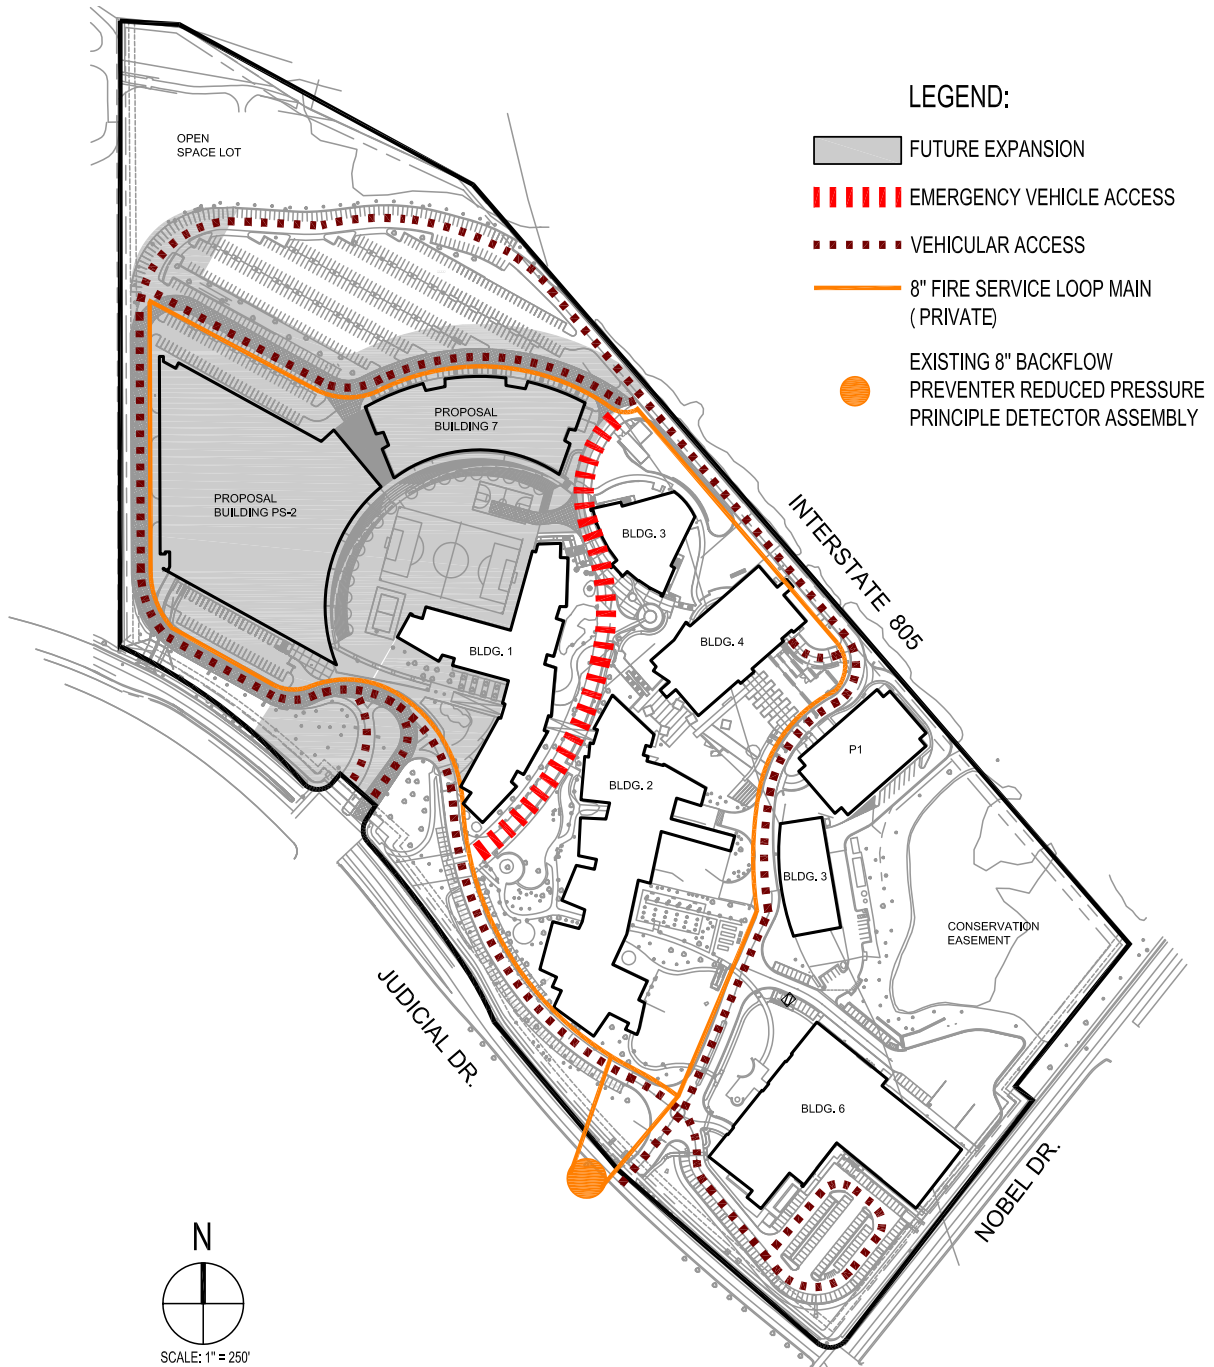 LEGEND:
FUTURE EXPANSION
EMERGENCY VEHICLE ACCESS
VEHICULAR ACCESS
8" FIRE SERVICE LOOP MAIN
( PRIVATE)
EXISTING 8" BACKFLOW
PREVENTER REDUCED PRESSURE
PRINCIPLE DETECTOR ASSEMBLY
OPEN
SPACE LOT
PROPOSAL
BUILDING 7
PROPOSAL
BUILDING PS-2
BLDG. 3
INTERSTATE 805
BLDG. 1
BLDG. 4
P1
BLDG. 2
BLDG. 3
CONSERVATION
EASEMENT
JUDICIAL DR.
BLDG. 6
NOBEL DR.
N
SCALE: 1" = 250'